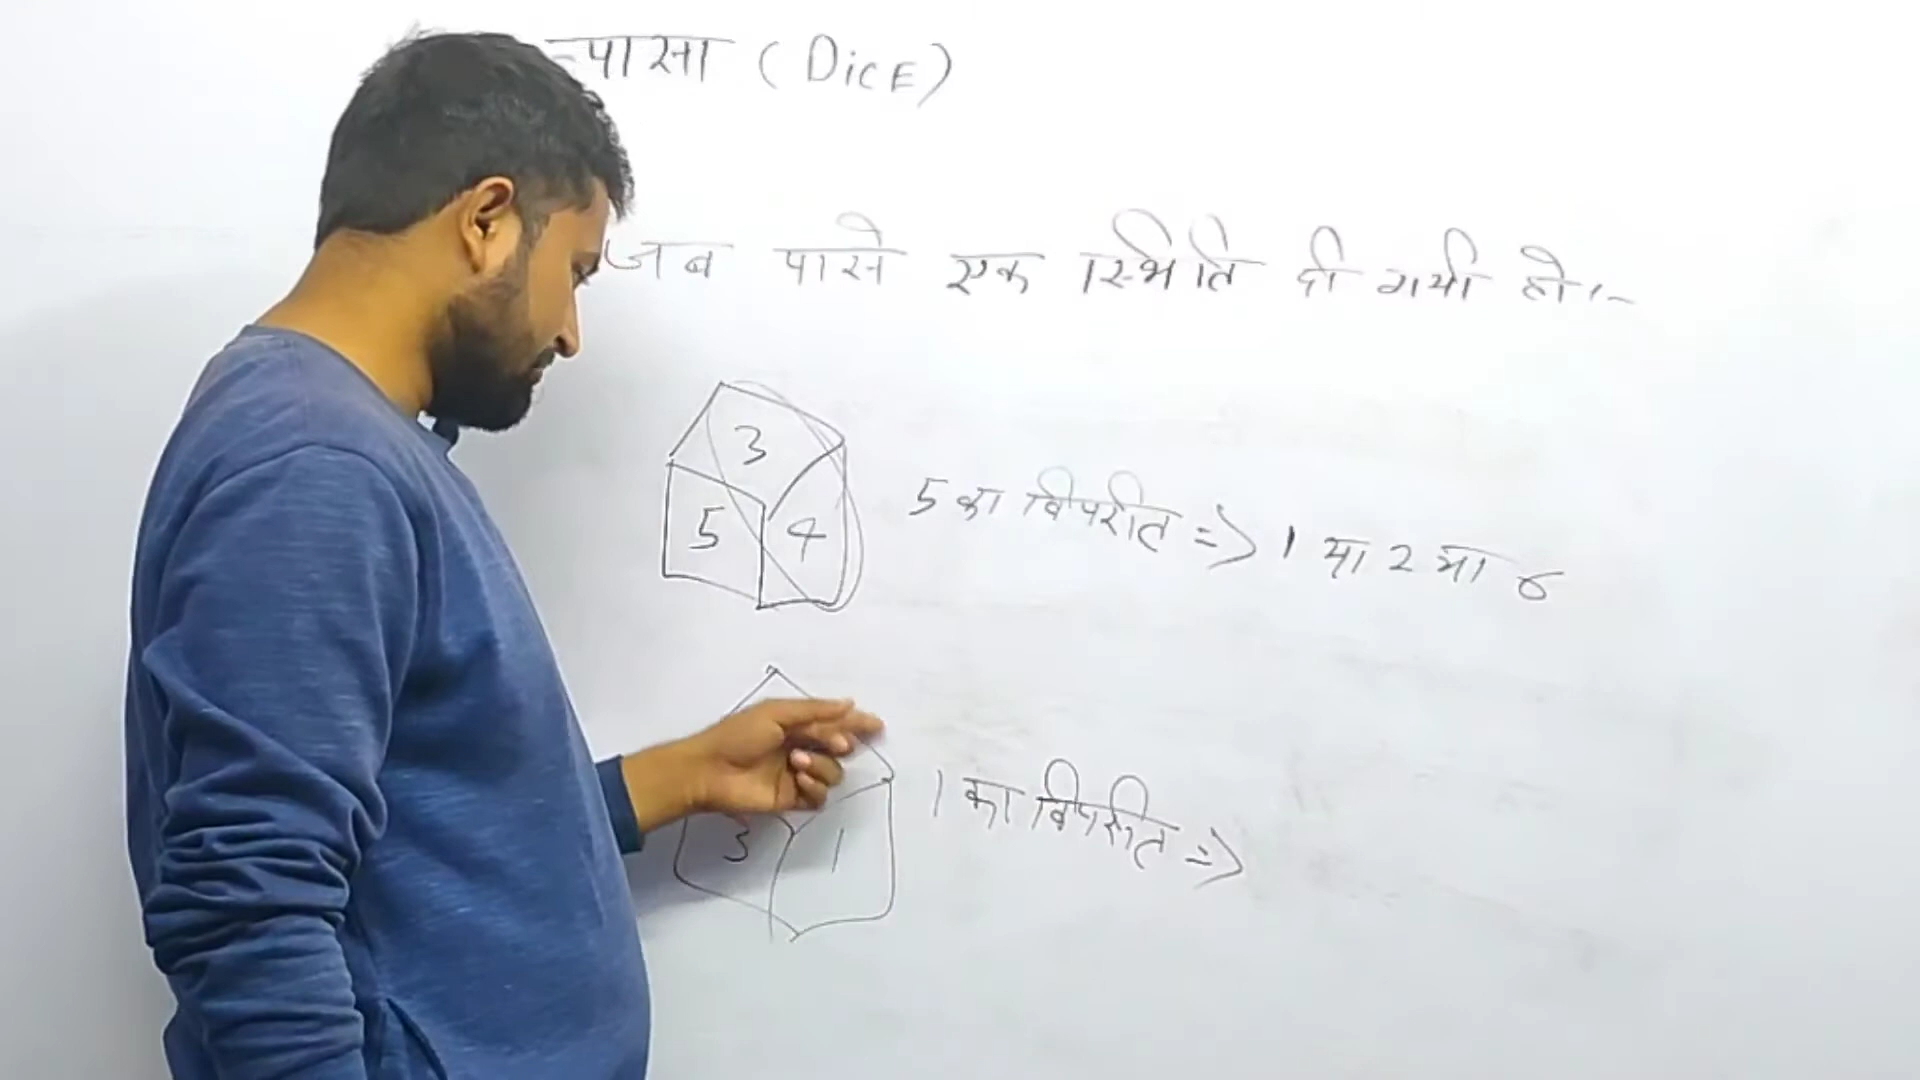 पासा (DicE)
जब पासे एक स्थिति दी गयी हो :-
3
5 4
5 का विपरीत => 1 या 2 या 6
3 1
1 का विपरीत =>